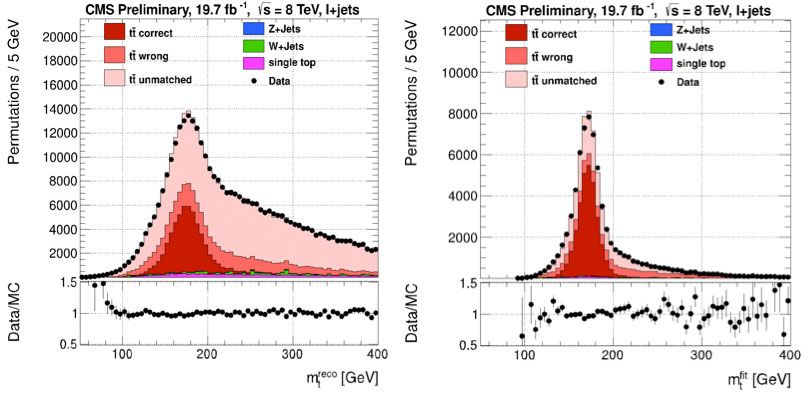 CMS Preliminary, 19.7 fb⁻¹, √s = 8 TeV, l+jets
Permutations / 5 GeV
20000
18000
16000
14000
12000
10000
8000
6000
4000
2000
tt̄ correct
tt̄ wrong
tt̄ unmatched
Z+Jets
W+Jets
single top
Data
Data/MC
1.5
1
0.5
100
200
300
400
mₜʳᵉᶜᵒ [GeV]
CMS Preliminary, 19.7 fb⁻¹, √s = 8 TeV, l+jets
Permutations / 5 GeV
12000
10000
8000
6000
4000
2000
tt̄ correct
tt̄ wrong
tt̄ unmatched
Z+Jets
W+Jets
single top
Data
Data/MC
1.5
1
0.5
100
200
300
400
mₜᶠⁱᵗ [GeV]